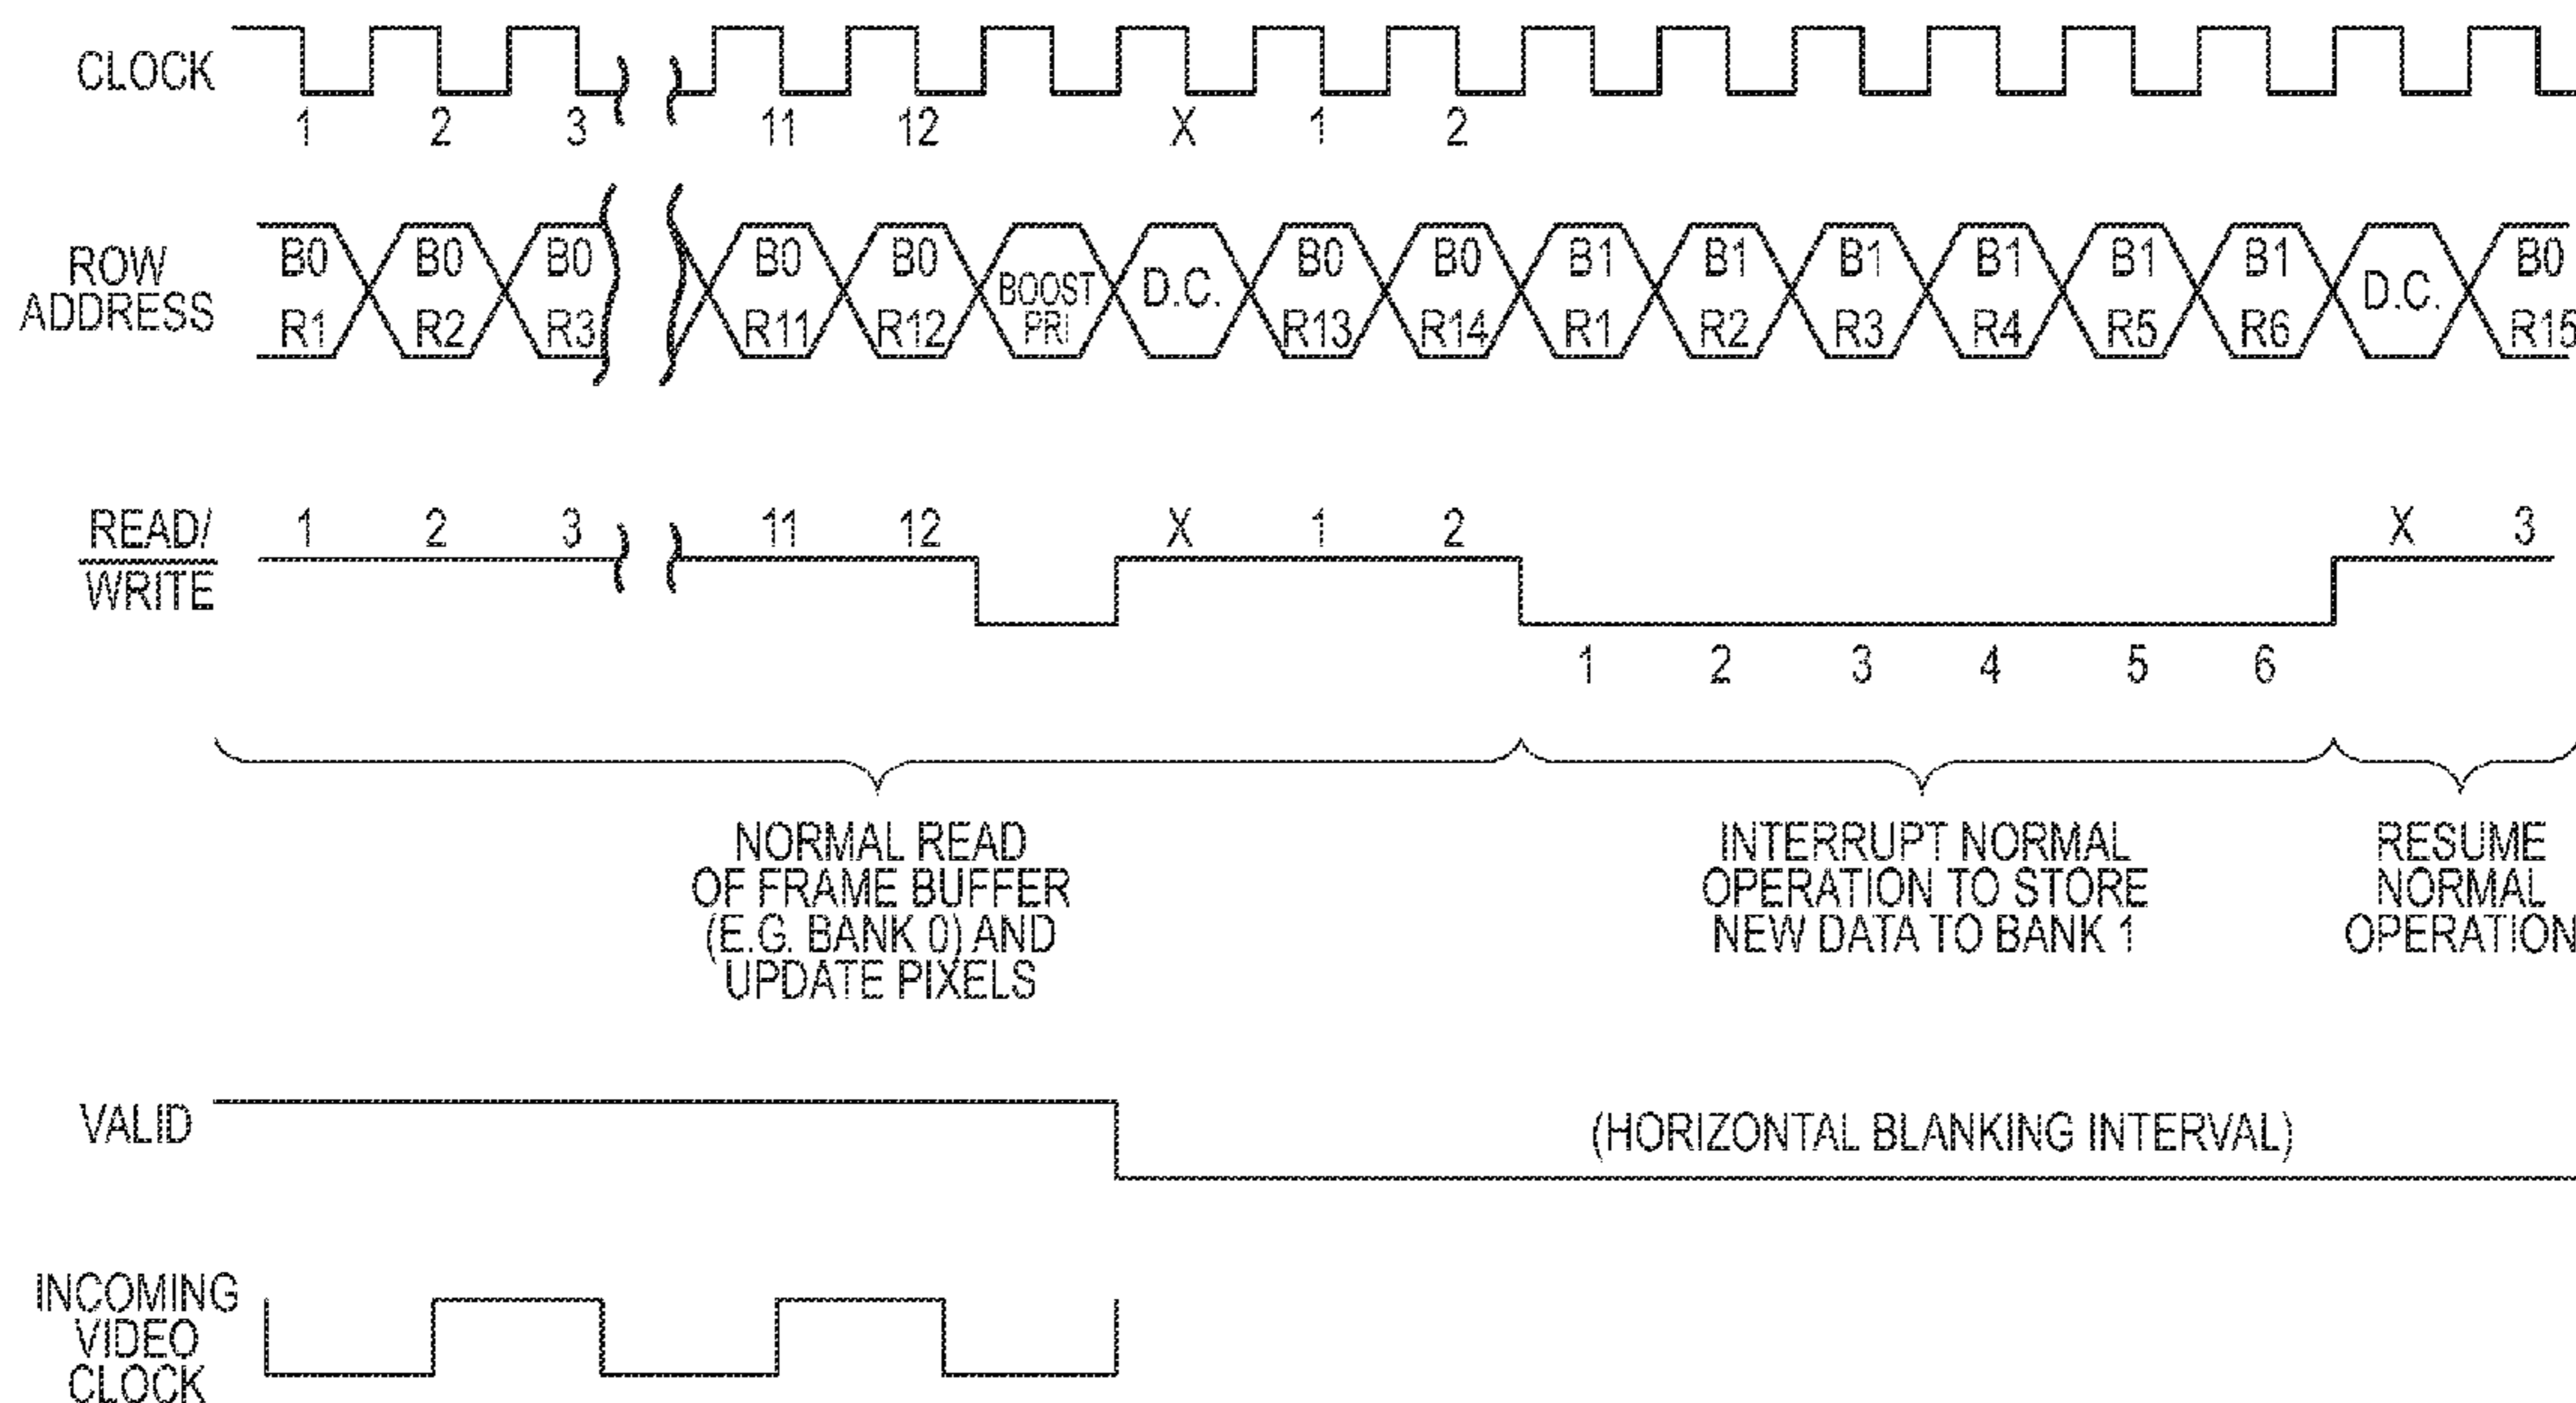 CLOCK
1 2 3 11 12 X 1 2
ROW
ADDRESS
B0 B0 B0 B0 B0 BOOST D.C. B0 B0 B1 B1 B1 B1 B1 B1 D.C. B0
R1 R2 R3 R11 R12 PRI R13 R14 R1 R2 R3 R4 R5 R6 R15
READ/
WRITE
1 2 3 11 12 X 1 2 X 3
1 2 3 4 5 6
NORMAL READ
OF FRAME BUFFER
(E.G. BANK 0) AND
UPDATE PIXELS
INTERRUPT NORMAL
OPERATION TO STORE
NEW DATA TO BANK 1
RESUME
NORMAL
OPERATION
VALID
(HORIZONTAL BLANKING INTERVAL)
INCOMING
VIDEO
CLOCK